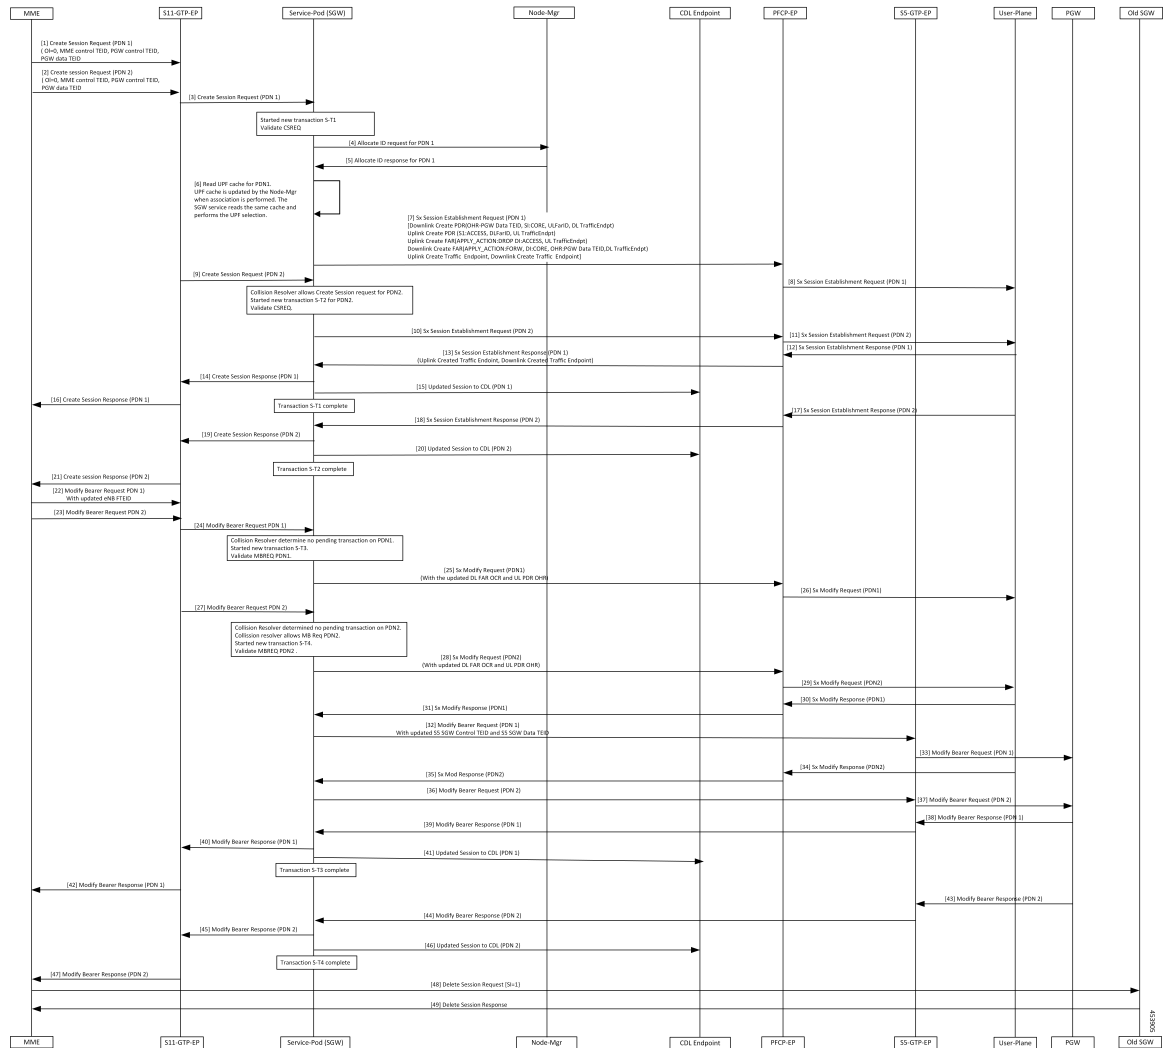 MME
S11-GTP-EP
Service-Pod (SGW)
Node-Mgr
CDL Endpoint
PFCP-EP
S5-GTP-EP
User-Plane
PGW
Old SGW
[1] Create Session Request (PDN 1)
( OI=0, MME control TEID, PGW control TEID,
PGW data TEID
[2] Create session Request (PDN 2)
( OI=0, MME control TEID, PGW control TEID,
PGW data TEID
[3] Create Session Request (PDN 1)
Started new transaction S-T1
Validate CSREQ
[4] Allocate ID request for PDN 1
[5] Allocate ID response for PDN 1
[6] Read UPF cache for PDN1.
UPF cache is updated by the Node-Mgr
when association is performed. The
SGW service reads the same cache and
performs the UPF selection.
[7] Sx Session Establishment Request (PDN 1)
[Downlink Create PDR(OHR:PGW Data TEID, SI:CORE, ULFarID, DL TrafficEndpt)
Uplink Create PDR (S1:ACCESS, DLFarID, UL TrafficEndpt)
Uplink Create FAR(APPLY_ACTION:DROP DI:ACCESS, UL TrafficEndpt)
Downlink Create FAR(APPLY_ACTION:FORW, DI:CORE, OHR:PGW Data TEID,DL TrafficEndpt)
Uplink Create Traffic Endpoint, Downlink Create Traffic Endpoint]
[9] Create Session Request (PDN 2)
[8] Sx Session Establishment Request (PDN 1)
Collision Resolver allows Create Session request for PDN2.
Started new transaction S-T2 for PDN2.
Validate CSREQ
[10] Sx Session Establishment Request (PDN 2)
[11] Sx Session Establishment Request (PDN 2)
[12] Sx Session Establishment Response (PDN 1)
[13] Sx Session Establishment Response (PDN 1)
(Uplink Created Traffic Endoint, Downlink Created Traffic Endpoint)
[14] Create Session Response (PDN 1)
[15] Updated Session to CDL (PDN 1)
[16] Create Session Response (PDN 1)
Transaction S-T1 complete
[17] Sx Session Establishment Response (PDN 2)
[18] Sx Session Establishment Response (PDN 2)
[19] Create Session Response (PDN 2)
[20] Updated Session to CDL (PDN 2)
Transaction S-T2 complete
[21] Create session Response (PDN 2)
[22] Modify Bearer Request PDN 1)
With updated eNB FTEID
[23] Modify Bearer Request PDN 2)
[24] Modify Bearer Request PDN 1)
Collision Resolver determine no pending transaction on PDN1.
Started new transaction S-T3.
Validate MBREQ PDN1.
[25] Sx Modify Request (PDN1)
(With the updated DL FAR OCR and UL PDR OHR)
[26] Sx Modify Request (PDN1)
[27] Modify Bearer Request PDN 2)
Collision Resolver determined no pending transaction on PDN2.
Collission resolver allows MB Req PDN2.
Started new transaction S-T4.
Validate MBREQ PDN2 .
[28] Sx Modify Request (PDN2)
(With updated DL FAR OCR and UL PDR OHR)
[29] Sx Modify Request (PDN2)
[30] Sx Modify Response (PDN1)
[31] Sx Modify Response (PDN1)
[32] Modify Bearer Request (PDN 1)
With updated S5 SGW Control TEID and S5 SGW Data TEID
[33] Modify Bearer Request (PDN 1)
[34] Sx Modify Response (PDN2)
[35] Sx Mod Response (PDN2)
[36] Modify Bearer Request (PDN 2)
[37] Modify Bearer Request (PDN 2)
[38] Modify Bearer Response (PDN 1)
[39] Modify Bearer Response (PDN 1)
[40] Modify Bearer Response (PDN 1)
[41] Updated Session to CDL (PDN 1)
Transaction S-T3 complete
[42] Modify Bearer Response (PDN 1)
[43] Modify Bearer Response (PDN 2)
[44] Modify Bearer Response (PDN 2)
[45] Modify Bearer Response (PDN 2)
[46] Updated Session to CDL (PDN 2)
Transaction S-T4 complete
[47] Modify Bearer Response (PDN 2)
[48] Delete Session Request [SI=1]
[49] Delete Session Response
453905
MME
S11-GTP-EP
Service-Pod (SGW)
Node-Mgr
CDL Endpoint
PFCP-EP
S5-GTP-EP
User-Plane
PGW
Old SGW